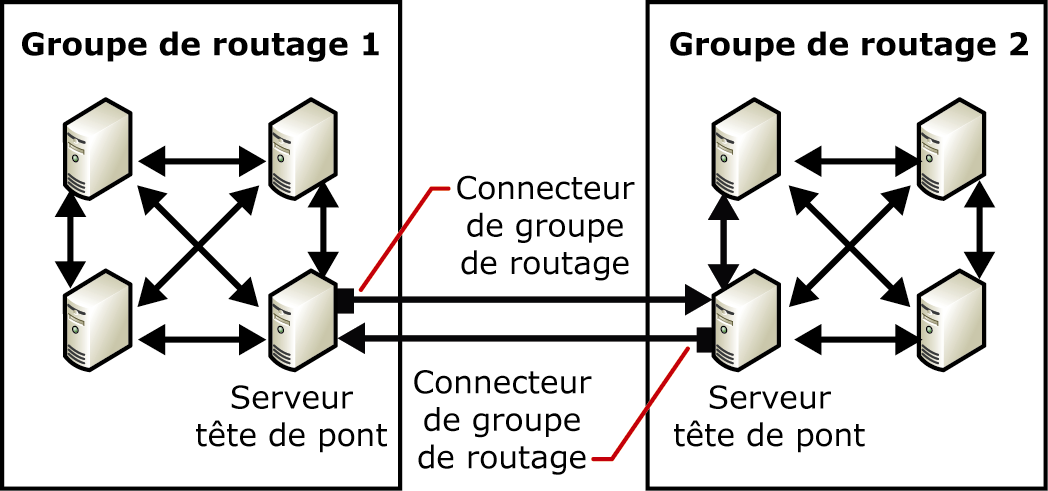 Groupe de routage 1
Groupe de routage 2
Connecteur
de groupe
de routage
Connecteur
de groupe
de routage
Serveur
tête de pont
Serveur
tête de pont